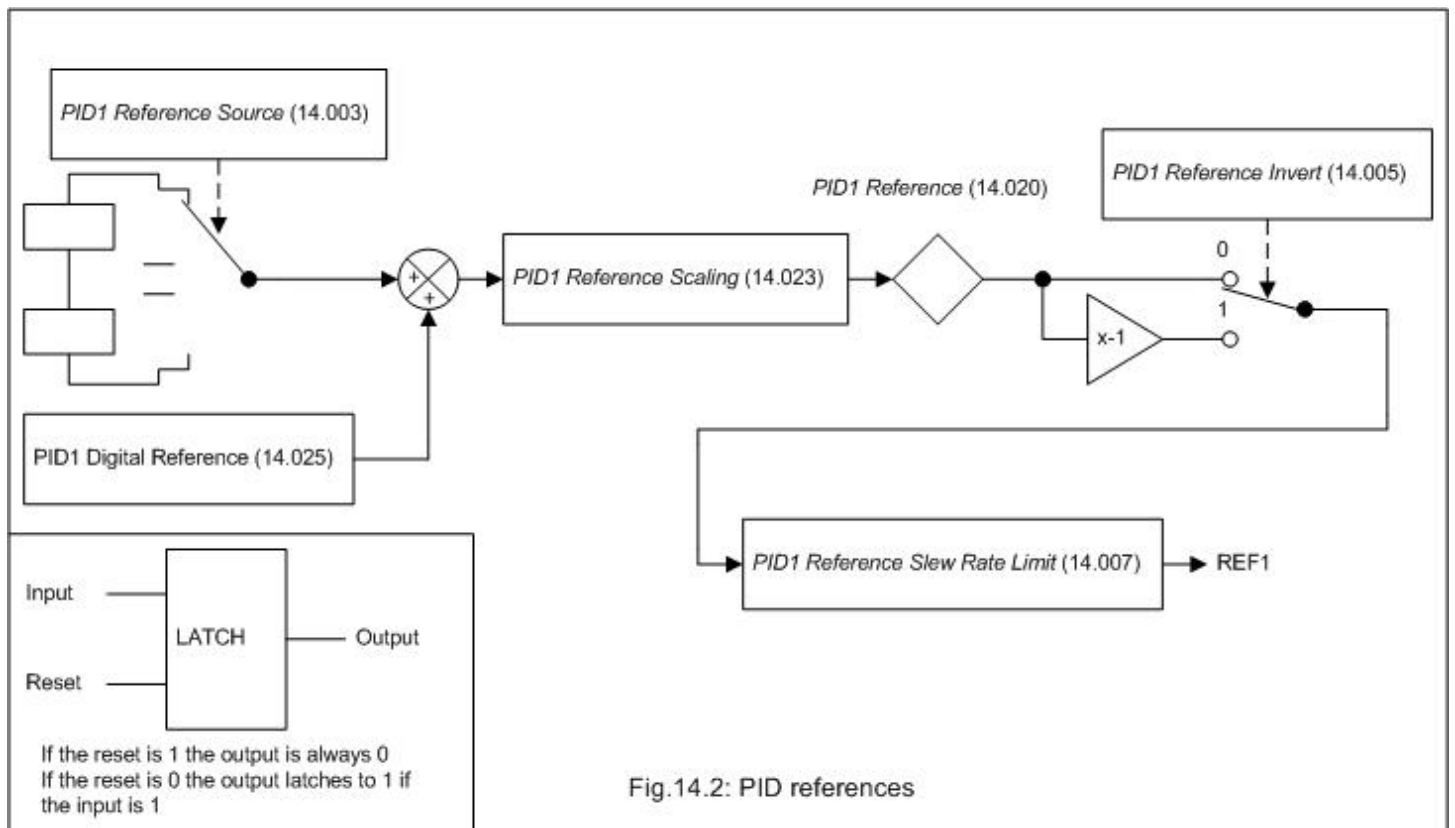 PID1 Reference Source (14.003)
PID1 Reference (14.020)
PID1 Reference Invert (14.005)
0
+
+
PID1 Reference Scaling (14.023)
1
x-1
PID1 Digital Reference (14.025)
PID1 Reference Slew Rate Limit (14.007)
REF1
Input
LATCH
Output
Reset
If the reset is 1 the output is always 0
If the reset is 0 the output latches to 1 if
the input is 1
Fig.14.2: PID references